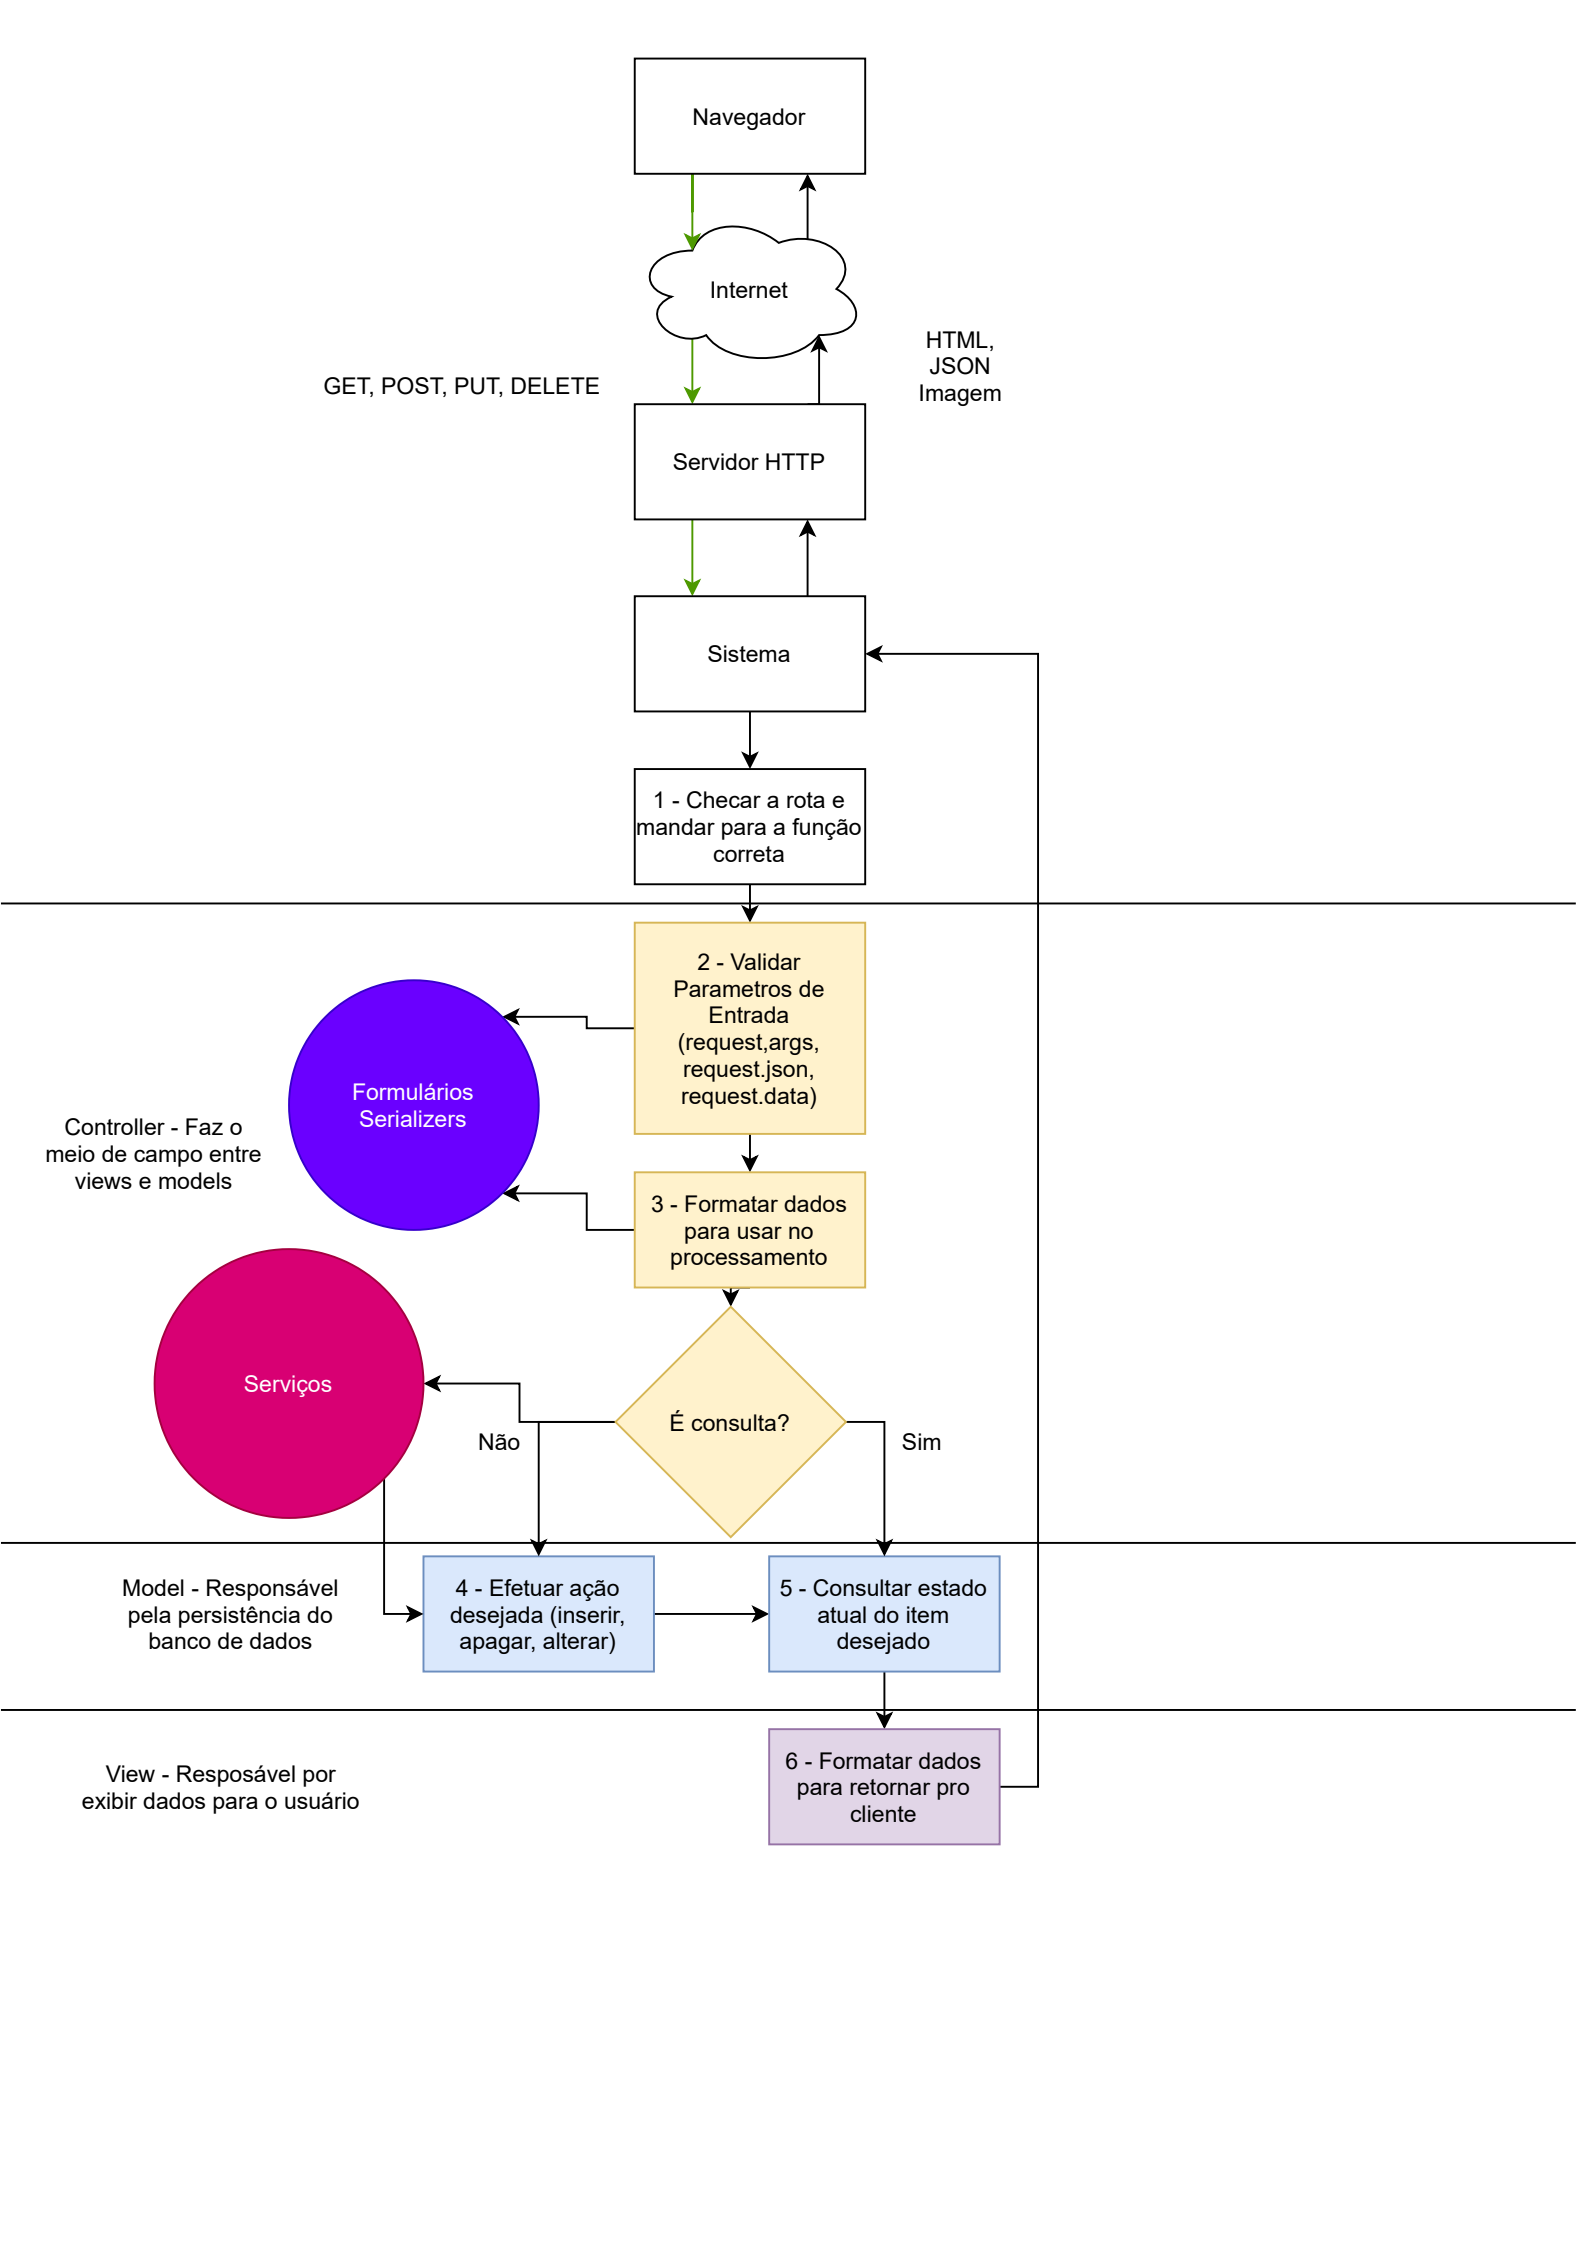 Navegador
Internet
HTML,
JSON
Imagem
GET, POST, PUT, DELETE
Servidor HTTP
Sistema
1 - Checar a rota e
mandar para a função
correta
2 - Validar
Parametros de
Entrada
(request,args,
request.json,
request.data)
Formulários
Serializers
Controller - Faz o
meio de campo entre
views e models
3 - Formatar dados
para usar no
processamento
Serviços
É consulta?
Não
Sim
Model - Responsável
pela persistência do
banco de dados
4 - Efetuar ação
desejada (inserir,
apagar, alterar)
5 - Consultar estado
atual do item
desejado
View - Resposável por
exibir dados para o usuário
6 - Formatar dados
para retornar pro
cliente